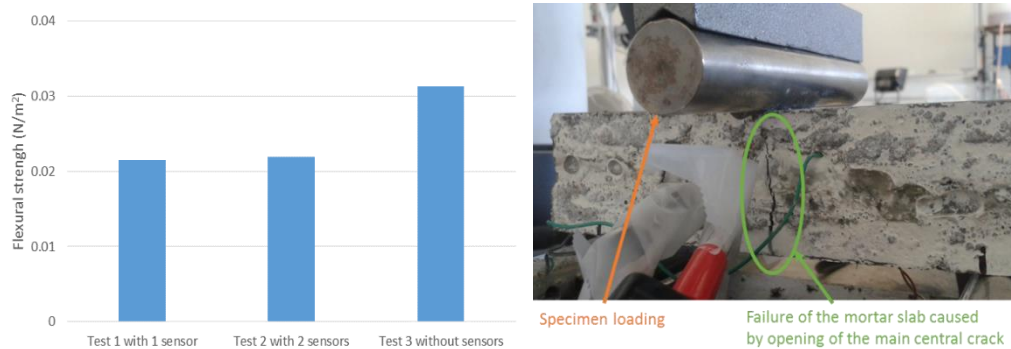 Flexural strengh (N/m²)
0.04
0.03
0.02
0.01
0
Test 1 with 1 sensor
Test 2 with 2 sensors
Test 3 without sensors
Specimen loading
Failure of the mortar slab caused
by opening of the main central crack